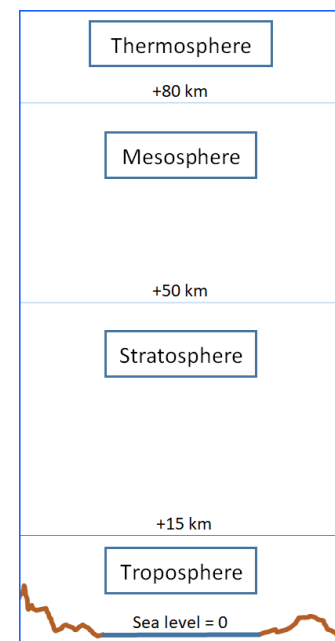 Thermosphere
+80 km
Mesosphere
+50 km
Stratosphere
+15 km
Troposphere
Sea level = 0